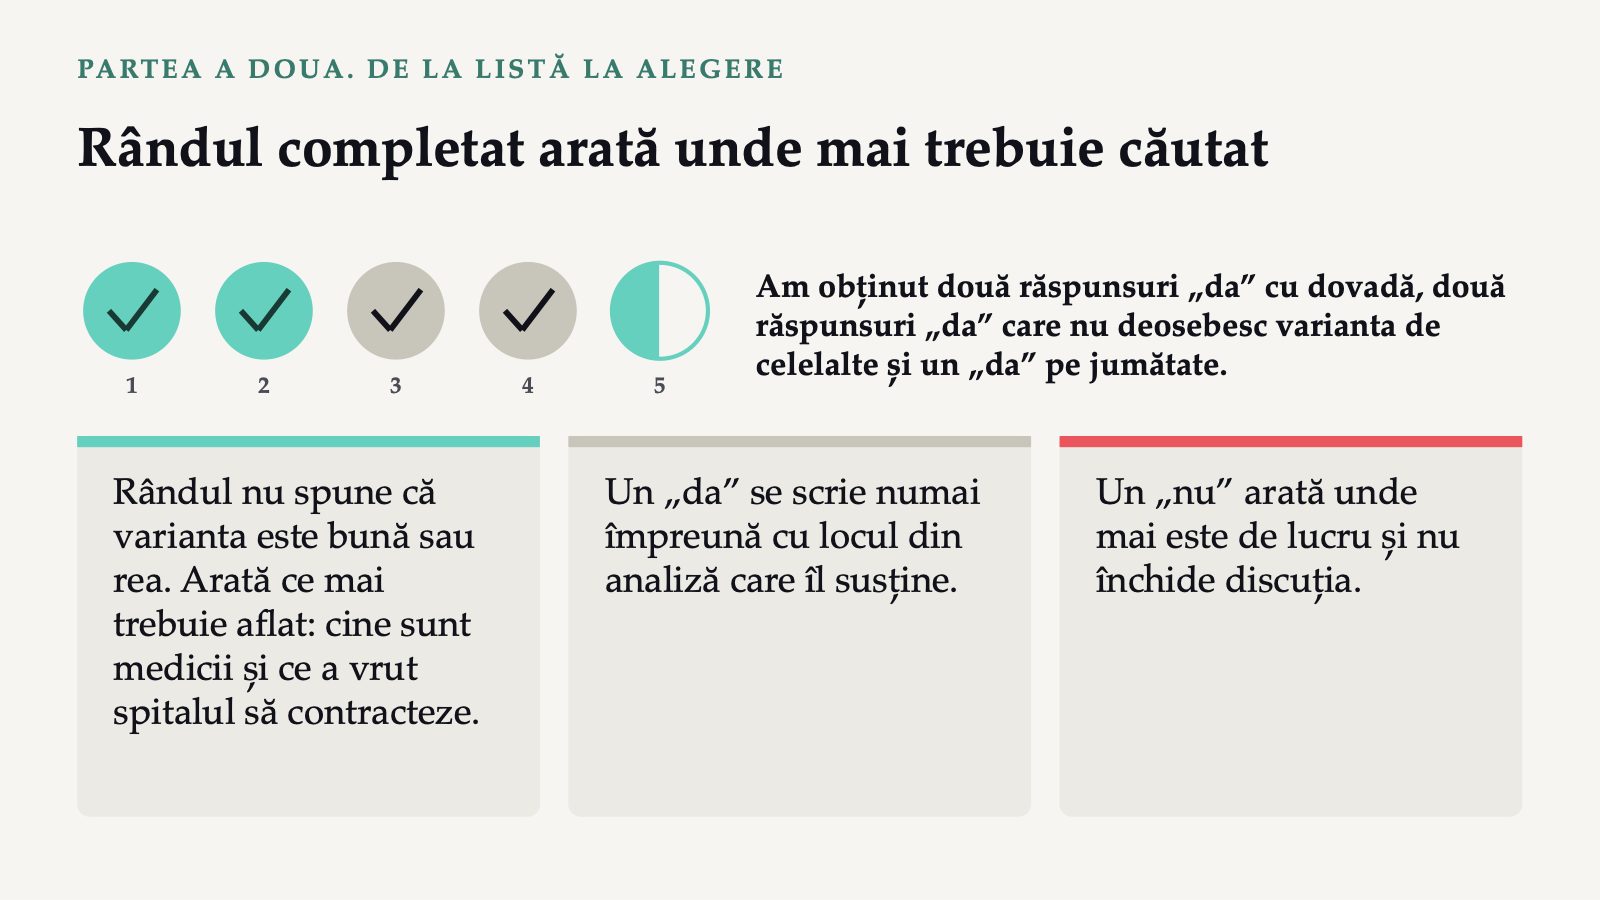 PARTEA A DOUA. DE LA LISTĂ LA ALEGERE
Rândul completat arată unde mai trebuie căutat
Am obținut două răspunsuri „da” cu dovadă, două
răspunsuri „da” care nu deosebesc varianta de
celelalte și un „da” pe jumătate.
1
2
3
4
5
Rândul nu spune că
varianta este bună sau
rea. Arată ce mai
trebuie aflat: cine sunt
medicii și ce a vrut
spitalul să contracteze.
Un „da” se scrie numai
împreună cu locul din
analiză care îl susține.
Un „nu” arată unde
mai este de lucru și nu
închide discuția.